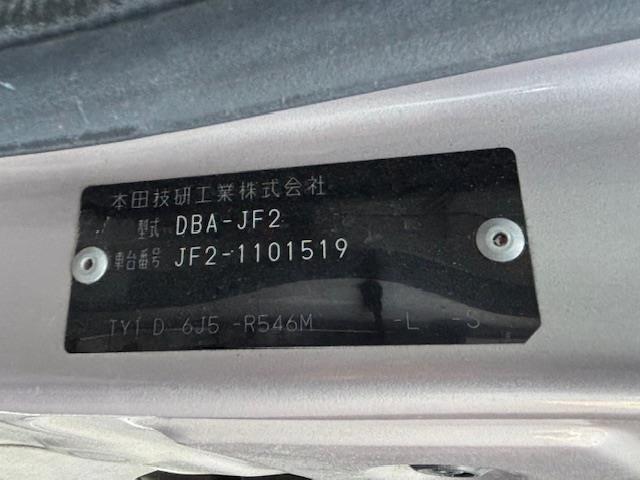 本田技研工業株式会社
型式 DBA-JF2
車台番号 JF2-1101519
6J5 -R546M -L -S